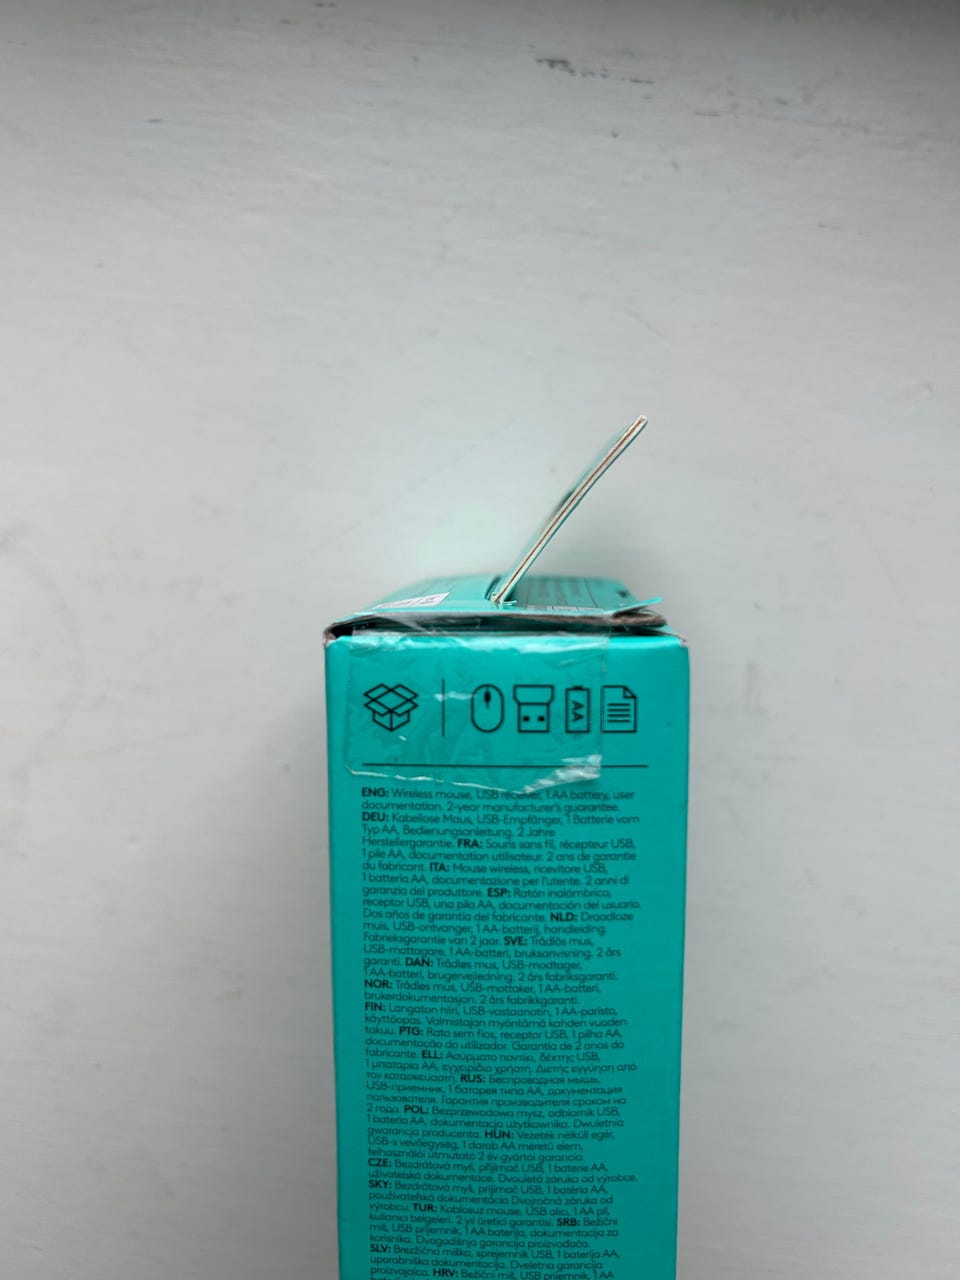 ENG: Wireless mouse, USB receiver, 1 AA battery, user
documentation. 2-year manufacturer's guarantee.
DEU: Kabellose Maus, USB-Empfänger, 1 Batterie vom
Typ AA, Bedienungsanleitung. 2 Jahre
Herstellergarantie. FRA: Souris sans fil, récepteur USB,
1 pile AA, documentation utilisateur. 2 ans de garantie
du fabricant. ITA: Mouse wireless, ricevitore USB,
1 batteria AA, documentazione per l'utente. 2 anni di
garanzia del produttore. ESP: Ratón inalámbrico,
receptor USB, una pila AA, documentación del usuario.
Dos años de garantía del fabricante. NLD: Draadloze
muis, USB-ontvanger, 1 AA-batterij, handleiding.
Fabrieksgarantie van 2 jaar. SVE: Trådlös mus,
USB-mottagare, 1 AA-batteri, bruksanvisning. 2 års
garanti. DAN: Trådløs mus, USB-modtager,
1 AA-batteri, brugervejledning. 2 års fabriksgaranti.
NOR: Trådløs mus, USB-mottaker, 1 AA-batteri,
brukerdokumentasjon. 2 års fabrikkgaranti.
FIN: Langaton hiiri, USB-vastaanotin, 1 AA-paristo,
käyttöopas. Valmistajan myöntämä kahden vuoden
takuu. PTG: Rato sem fios, receptor USB, 1 pilha AA,
documentação do utilizador. Garantia de 2 anos do
fabricante. ELL: Ασύρματο ποντίκι, δέκτης USB,
1 μπαταρία AA, εγχειρίδιο χρήστη. Διετής εγγύηση από
τον κατασκευαστή. RUS: Беспроводная мышь,
USB-приемник, 1 батарея типа AA, документация
пользователя. Гарантия производителя сроком на
2 года. POL: Bezprzewodowa mysz, odbiornik USB,
1 bateria AA, dokumentacja użytkownika. Dwuletnia
gwarancja producenta. HUN: Vezeték nélküli egér,
USB-s vevőegység, 1 darab AA méretű elem,
felhasználói útmutató 2 év gyártói garancia.
CZE: Bezdrátová myš, přijímač USB, 1 baterie AA,
uživatelská dokumentace. Dvouletá záruka od výrobce.
SKY: Bezdrôtová myš, prijímač USB, 1 batéria AA,
používateľská dokumentácia Dvojročná záruka od
výrobcu. TUR: Kablosuz mouse, USB alıcı, 1 AA pil,
kullanıcı belgeleri. 2 yıl üretici garantisi. SRB: Bežični
miš, USB prijemnik, 1 AA baterija, dokumentacija za
korisnika. Dvogodišnja garancija proizvođača.
SLV: Brezžična miška, sprejemnik USB, 1 baterija AA,
uporabniška dokumentacija. Dveletna garancija
proizvajalca. HRV: Bežični miš, USB prijemnik, 1 AA